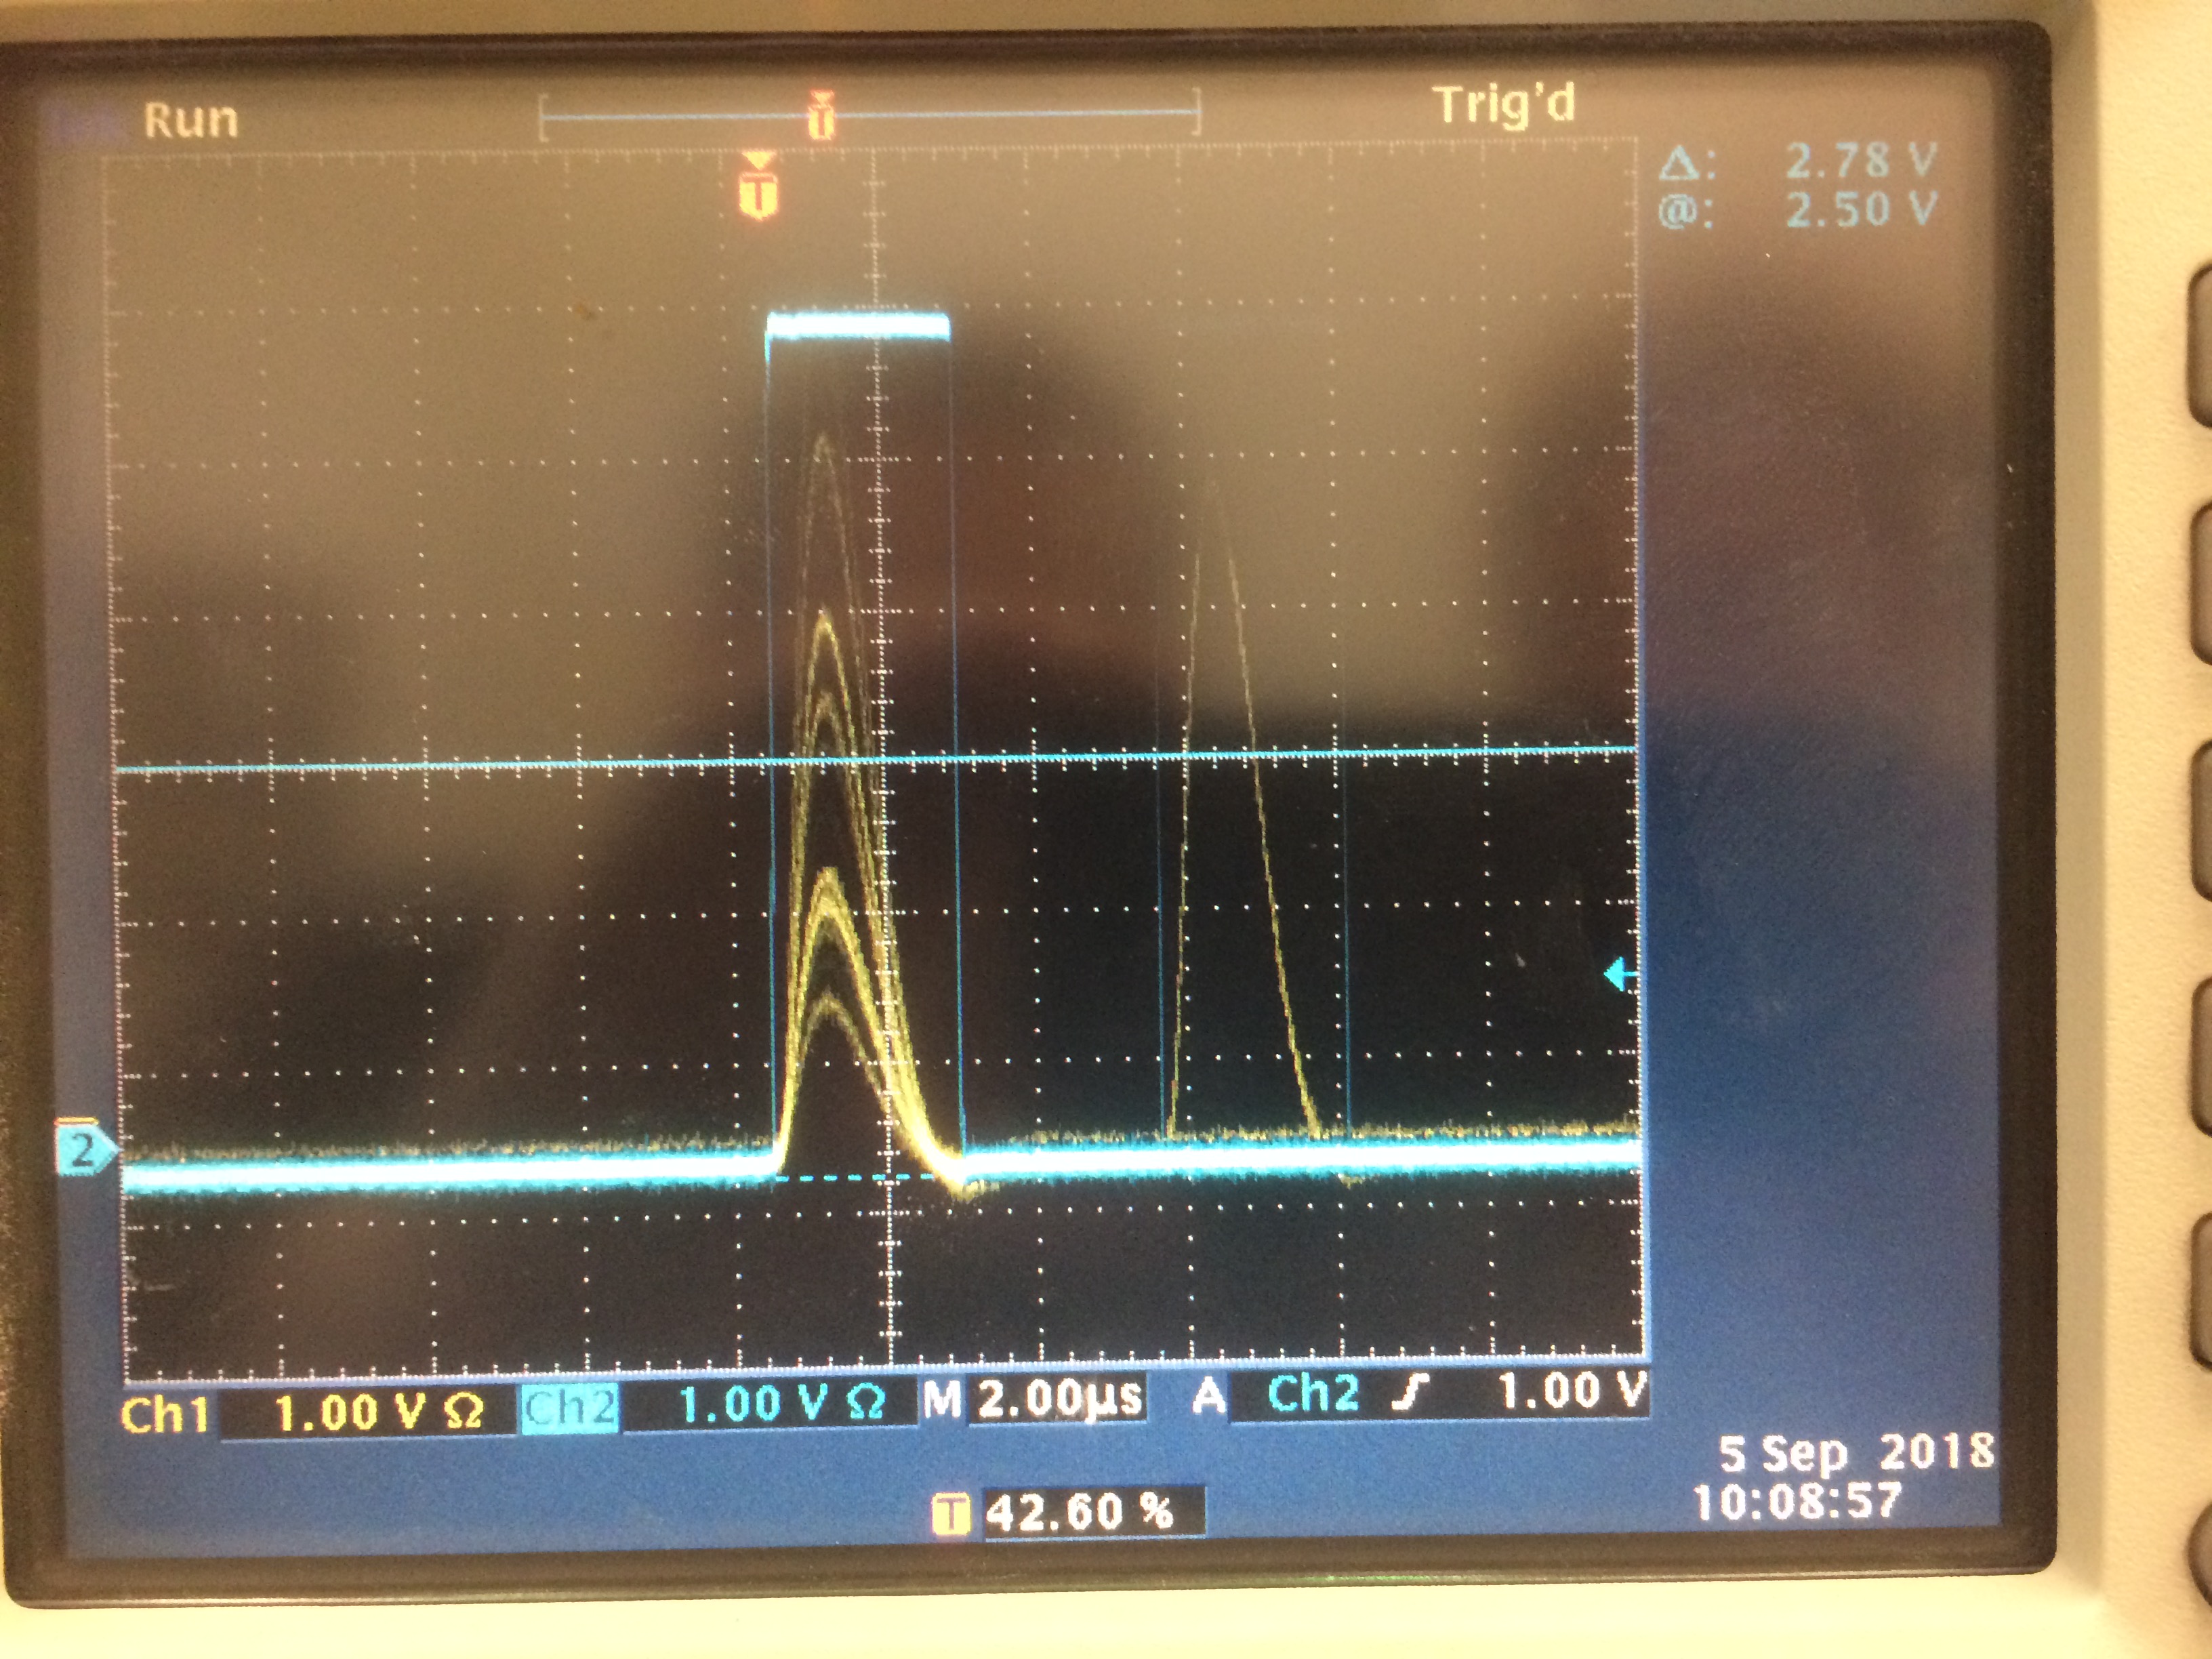 Run Trig'd
T
T
Δ: 2.78 V
@: 2.50 V
2
Ch1 1.00 V Ω Ch2 1.00 V Ω M 2.00µs A Ch2 ƒ 1.00 V
5 Sep 2018
10:08:57
T 42.60 %